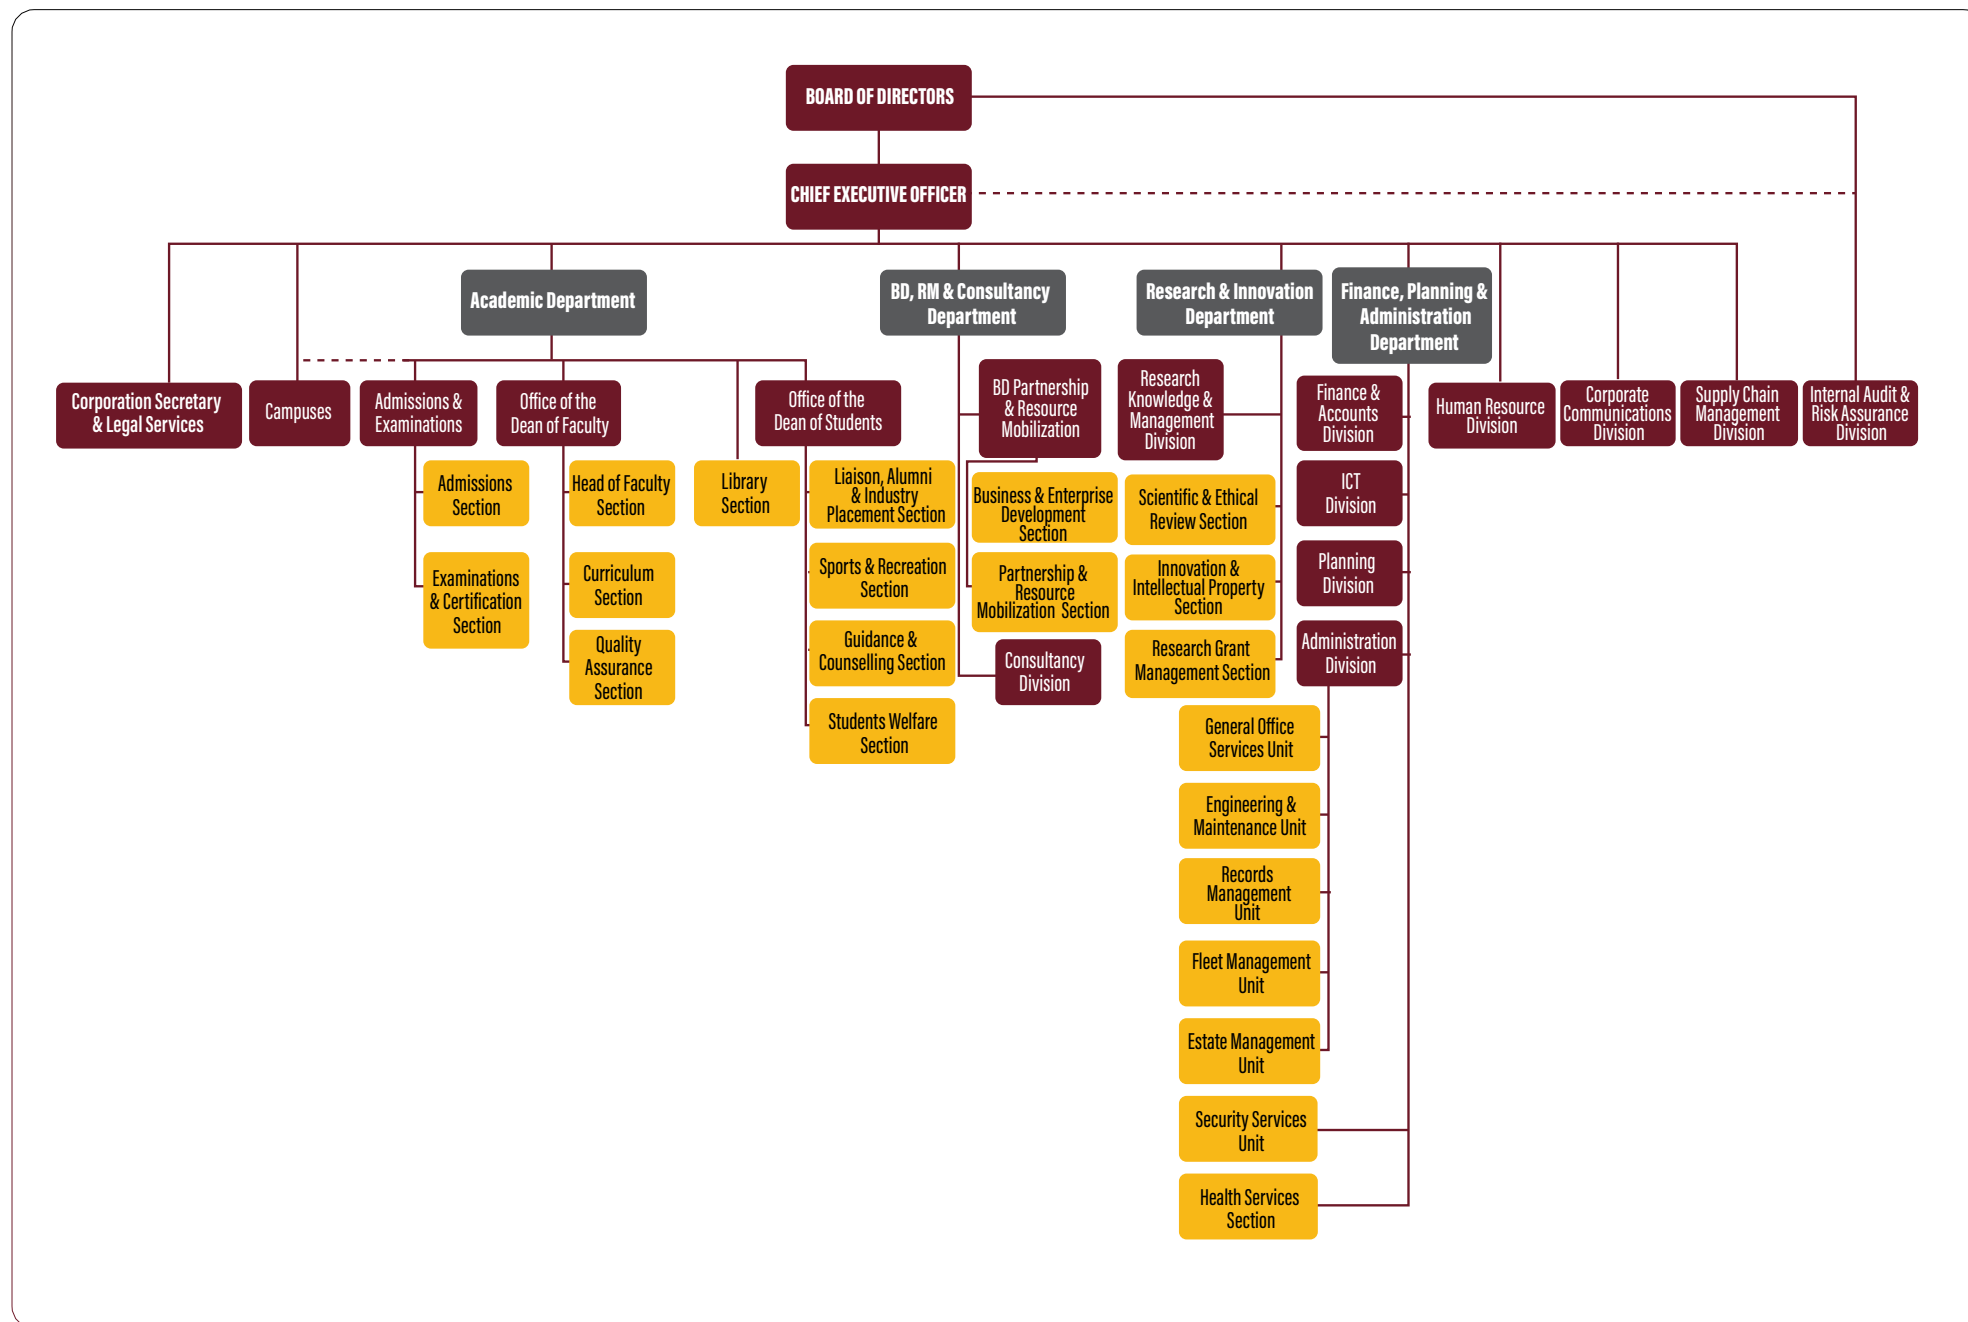 BOARD OF DIRECTORS
CHIEF EXECUTIVE OFFICER
Academic Department
BD, RM & Consultancy
Department
Research & Innovation
Department
Finance, Planning &
Administration
Department
Corporation Secretary
& Legal Services
Campuses
Admissions &
Examinations
Office of the
Dean of Faculty
Office of the
Dean of Students
BD Partnership
& Resource
Mobilization
Research
Knowledge &
Management
Division
Finance &
Accounts
Division
Human Resource
Division
Corporate
Communications
Division
Supply Chain
Management
Division
Internal Audit &
Risk Assurance
Division
Admissions
Section
Head of Faculty
Section
Library
Section
Liaison, Alumni
& Industry
Placement Section
Business & Enterprise
Development
Section
Scientific & Ethical
Review Section
ICT
Division
Examinations
& Certification
Section
Curriculum
Section
Sports & Recreation
Section
Partnership &
Resource
Mobilization Section
Innovation &
Intellectual Property
Section
Planning
Division
Quality
Assurance
Section
Guidance &
Counselling Section
Consultancy
Division
Research Grant
Management Section
Administration
Division
Students Welfare
Section
General Office
Services Unit
Engineering &
Maintenance Unit
Records
Management
Unit
Fleet Management
Unit
Estate Management
Unit
Security Services
Unit
Health Services
Section